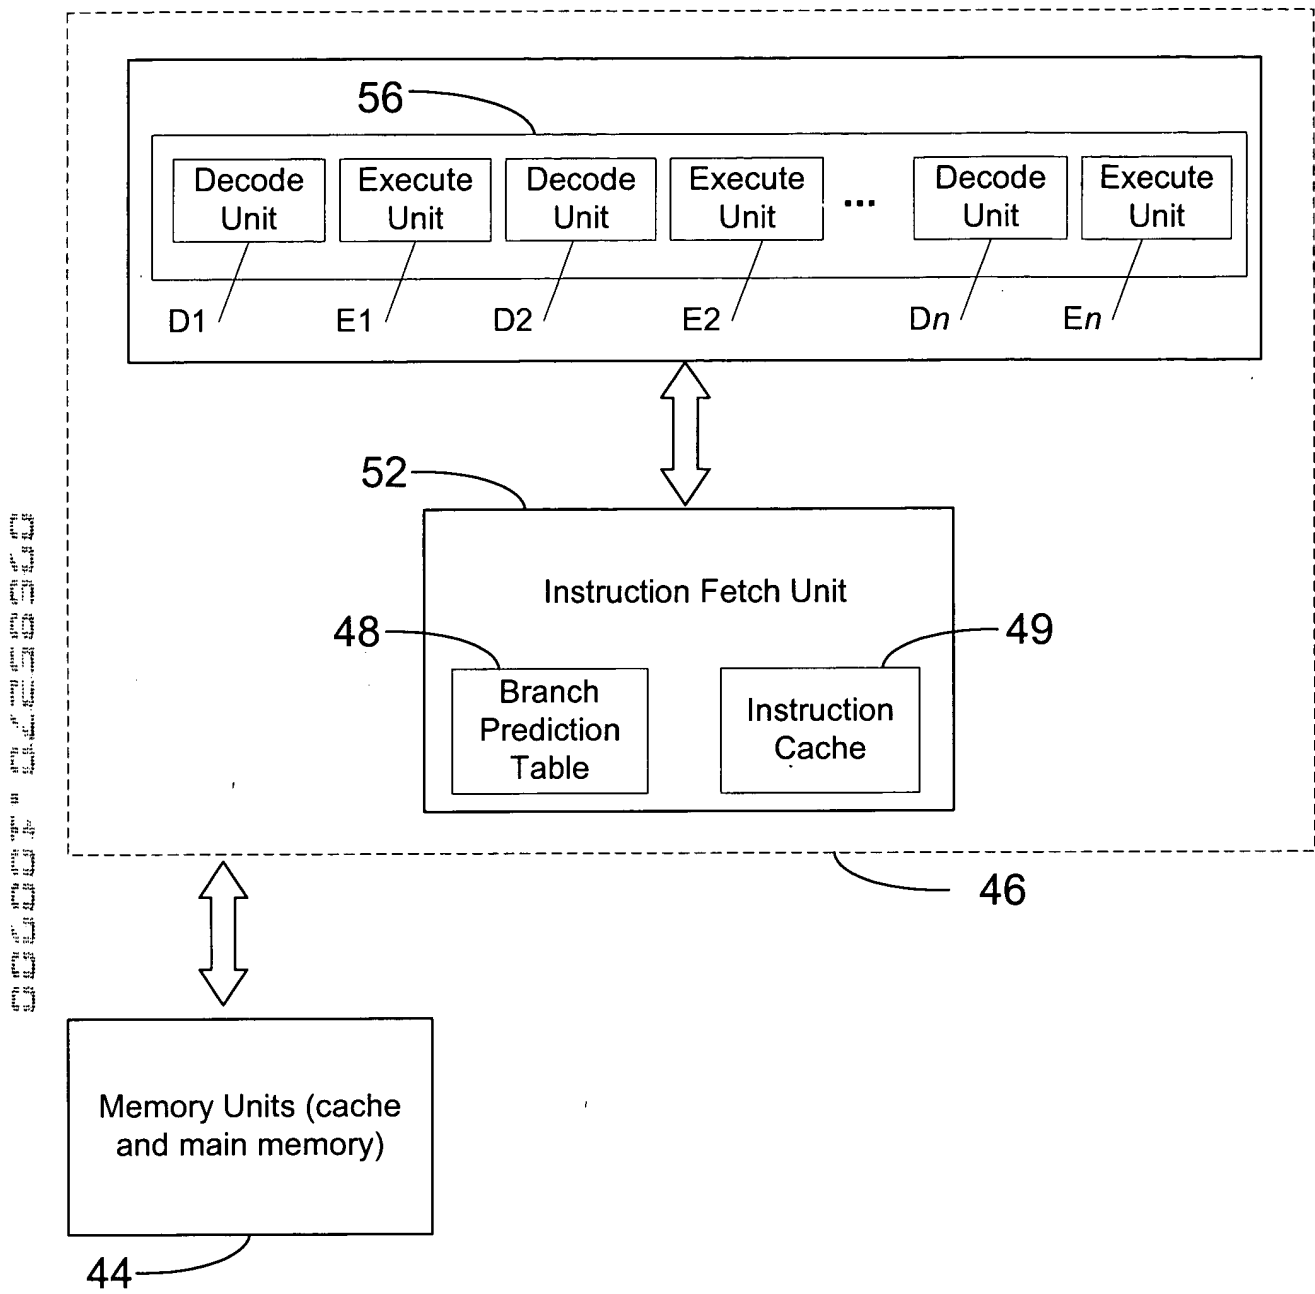 56
Decode
Unit
Execute
Unit
Decode
Unit
Execute
Unit
...
Decode
Unit
Execute
Unit
D1
E1
D2
E2
Dn
En
52
Instruction Fetch Unit
48
49
Branch
Prediction
Table
Instruction
Cache
46
Memory Units (cache
and main memory)
44